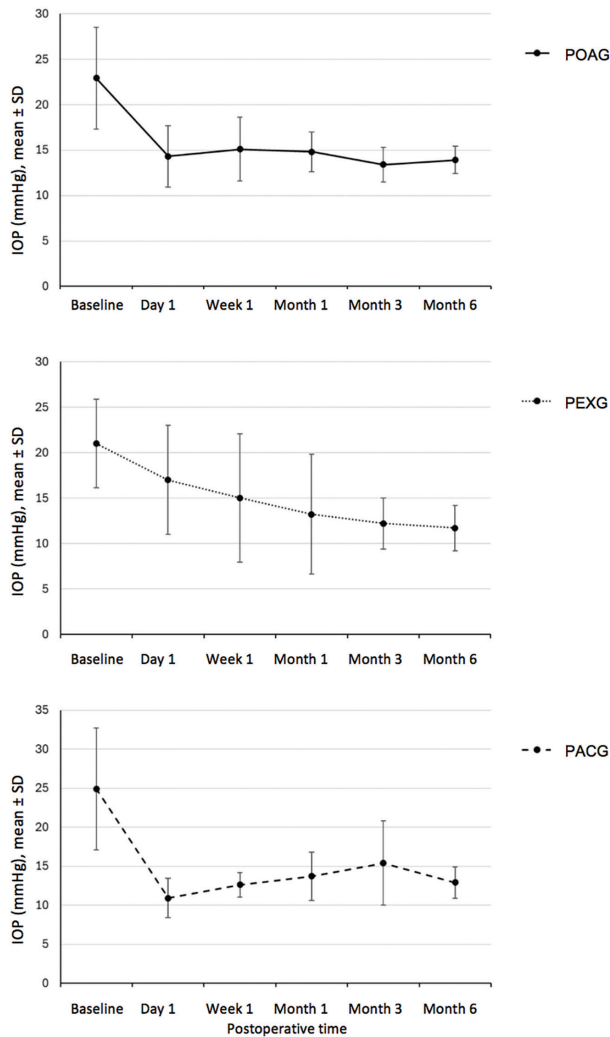 30
25
20
15
10
5
0
IOP (mmHg), mean ± SD
Baseline Day 1 Week 1 Month 1 Month 3 Month 6
POAG
30
25
20
15
10
5
0
IOP (mmHg), mean ± SD
Baseline Day 1 Week 1 Month 1 Month 3 Month 6
PEXG
35
30
25
20
15
10
5
0
IOP (mmHg), mean ± SD
Baseline Day 1 Week 1 Month 1 Month 3 Month 6
Postoperative time
PACG